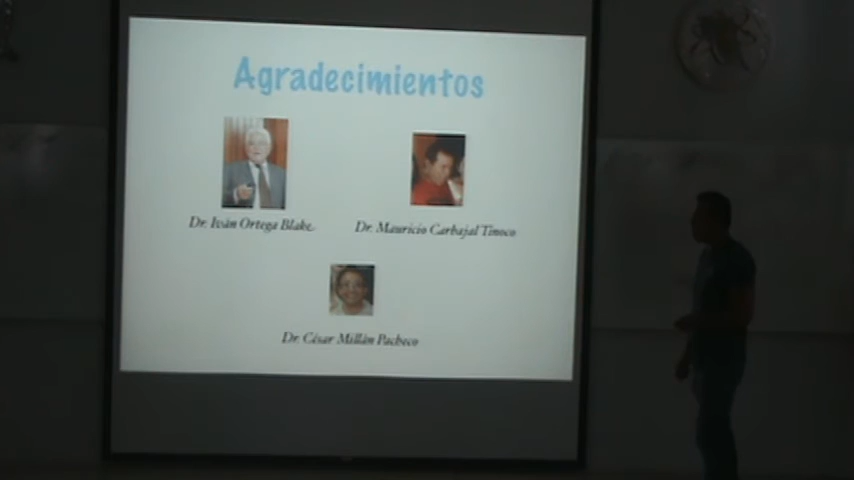 Agradecimientos
Dr. Iván Ortega Blake
Dr. Mauricio Carbajal Tinoco
Dr. César Millán Pacheco